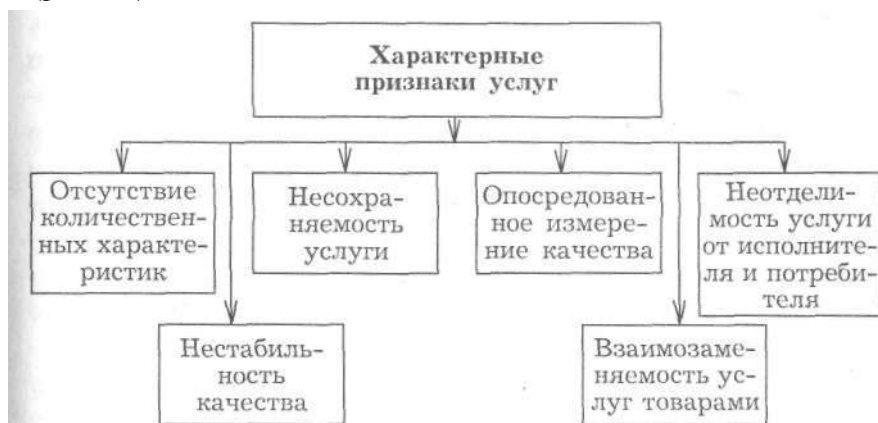 Характерные
признаки услуг
Отсутствие
количествен-
ных характе-
ристик
Несохра-
няемость
услуги
Опосредован-
ное измере-
ние качества
Неотдели-
мость услуги
от исполните-
ля и потреби-
теля
Нестабиль-
ность
качества
Взаимозаме-
няемость ус-
луг товарами